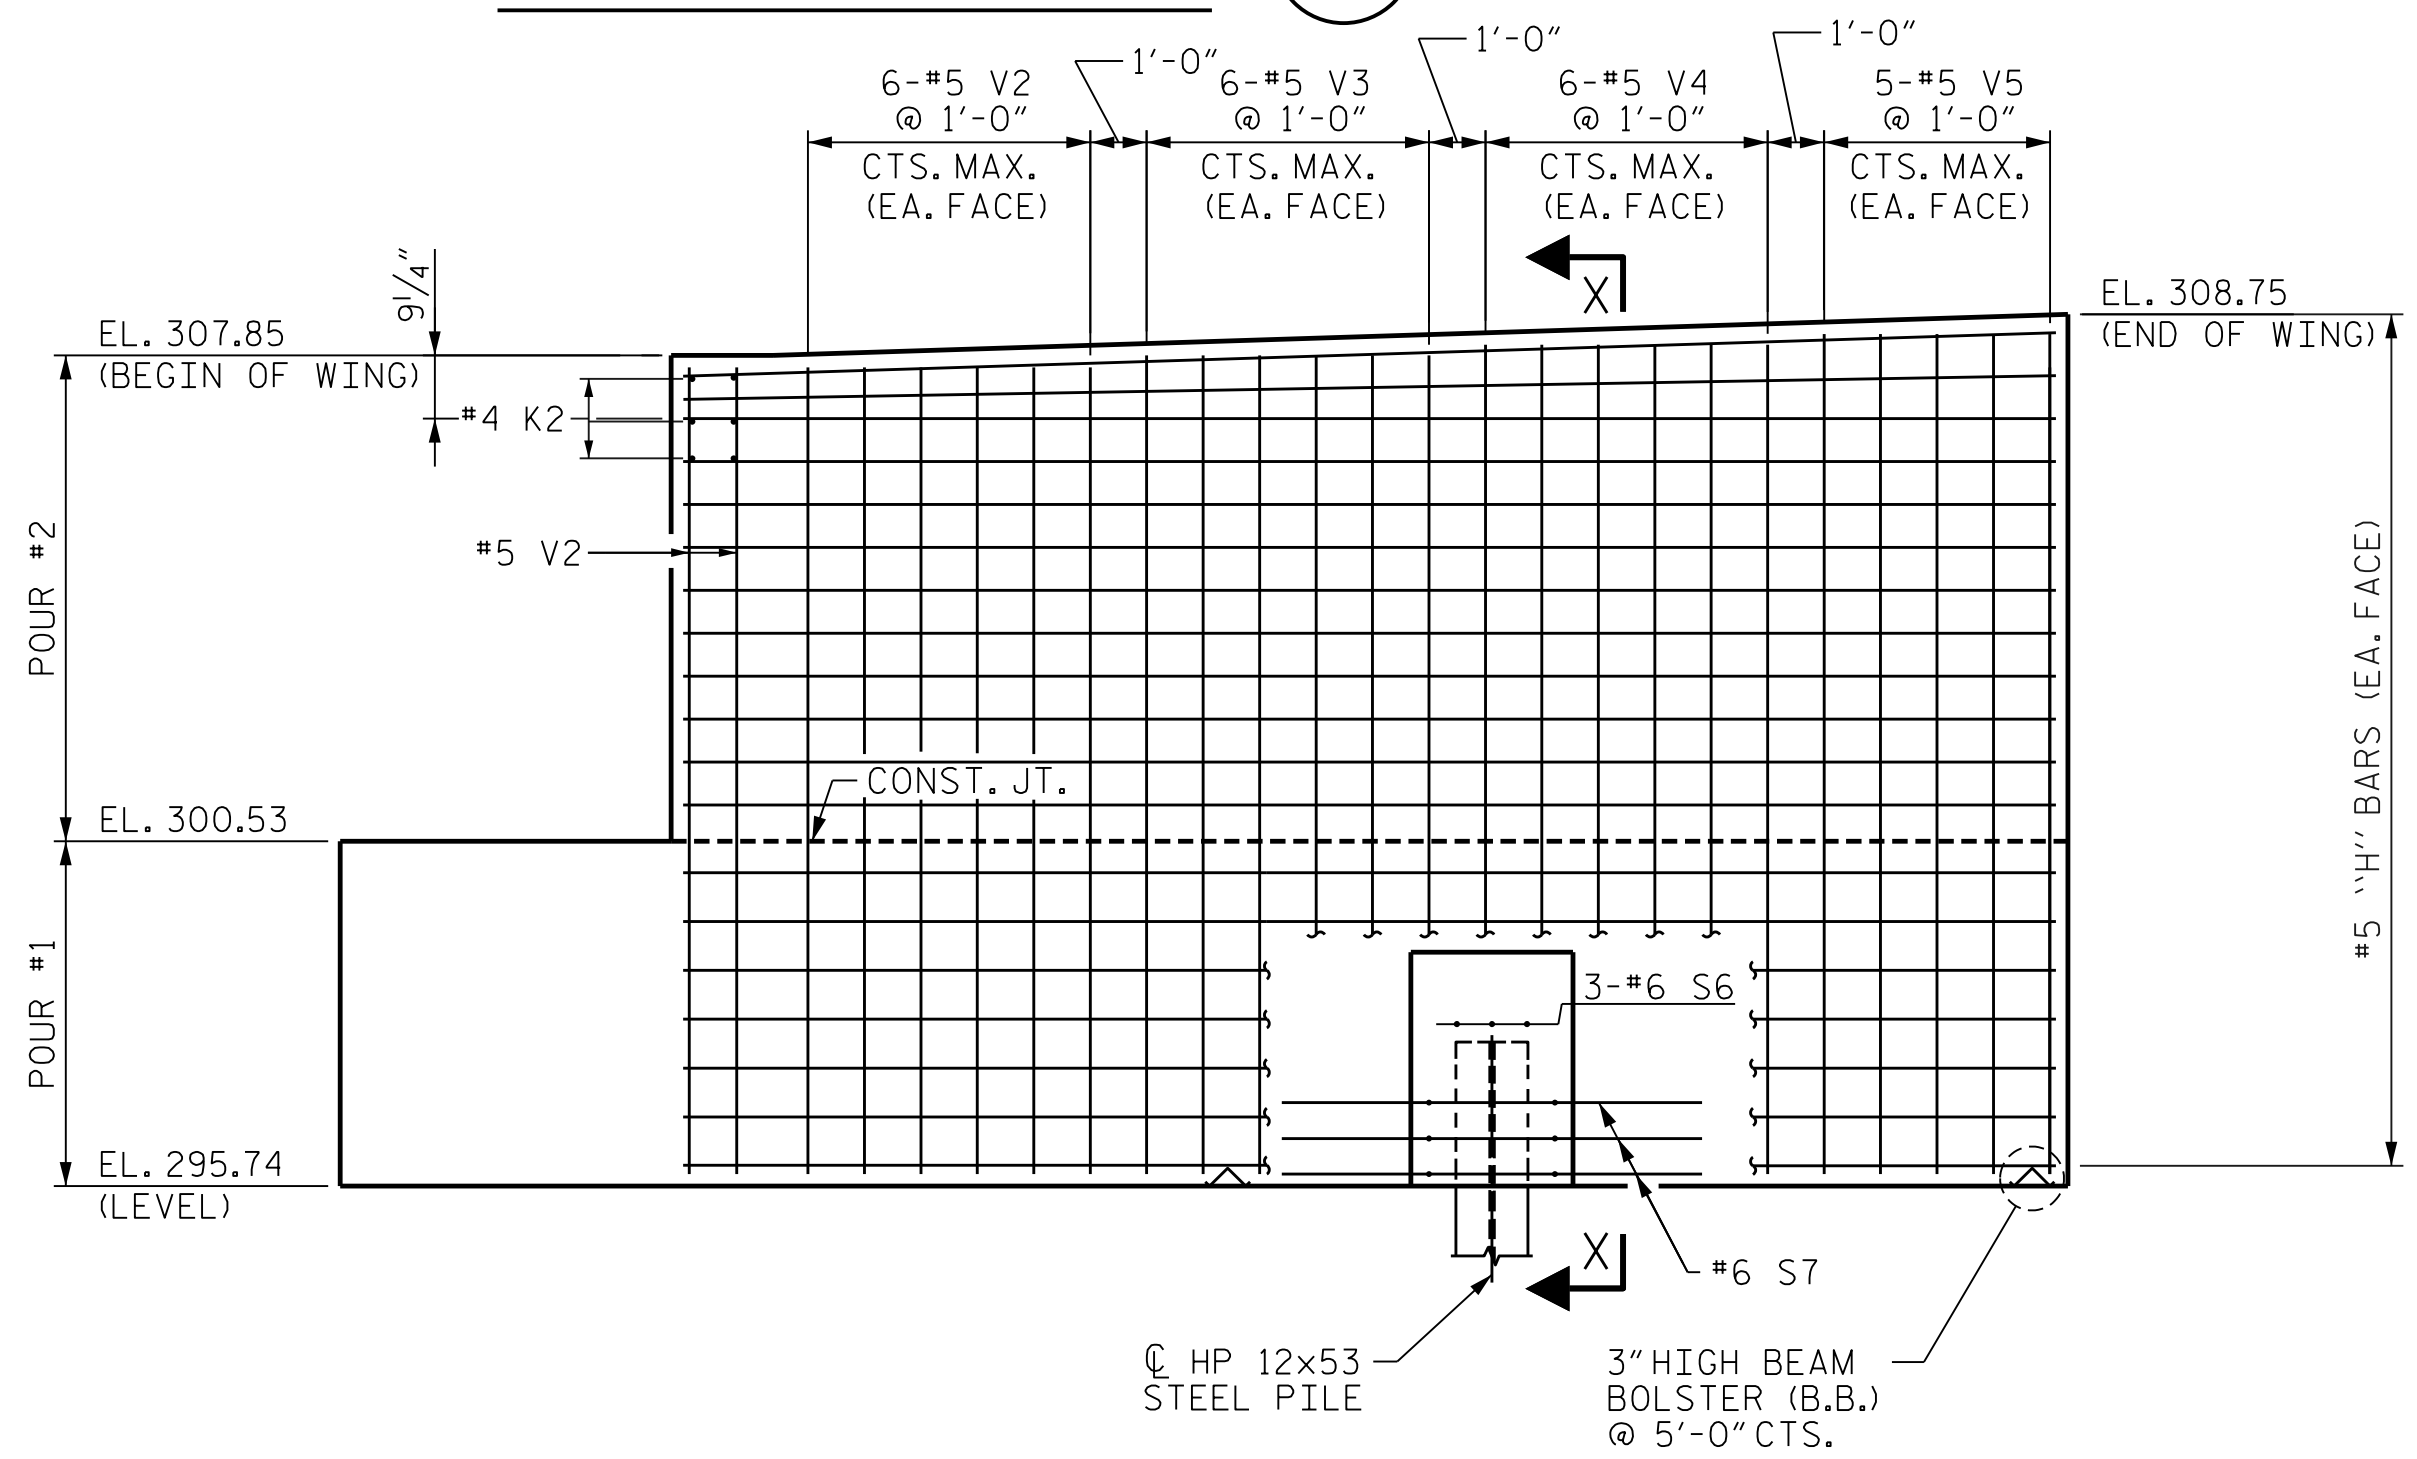 1'-0"
1'-0"
1'-0"
6-#5 V2
@ 1'-0"
CTS. MAX.
(EA. FACE)
6-#5 V3
@ 1'-0"
CTS. MAX.
(EA. FACE)
6-#5 V4
@ 1'-0"
CTS. MAX.
(EA. FACE)
5-#5 V5
@ 1'-0"
CTS. MAX.
(EA. FACE)
X
9 1/4"
EL. 307.85
(BEGIN OF WING)
EL. 308.75
(END OF WING)
#4 K2
#5 V2
POUR #2
#5 ``H'' BARS (EA. FACE)
CONST. JT.
EL. 300.53
POUR #1
3-#6 S6
EL. 295.74
(LEVEL)
X
#6 S7
℄ HP 12x53
STEEL PILE
3" HIGH BEAM
BOLSTER (B.B.)
@ 5'-0" CTS.